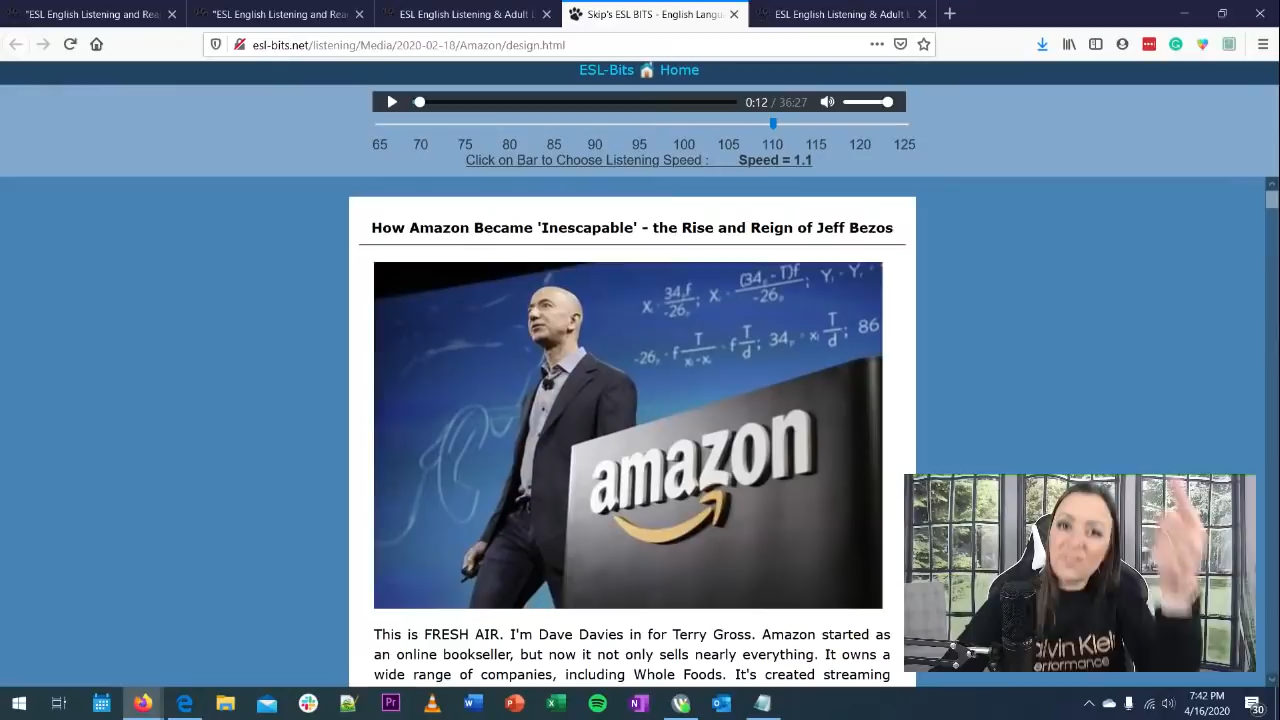 "ESL English Listening and Rea
"ESL English Listening and Rea
ESL English Listening & Adult L
Skip's ESL BITS - English Langu
ESL English Listening & Adult L
esl-bits.net/listening/Media/2020-02-18/Amazon/design.html
ESL-Bits Home
0:12 / 36:27
65 70 75 80 85 90 95 100 105 110 115 120 125
Click on Bar to Choose Listening Speed : Speed = 1.1
How Amazon Became 'Inescapable' - the Rise and Reign of Jeff Bezos
amazon
This is FRESH AIR. I'm Dave Davies in for Terry Gross. Amazon started as
an online bookseller, but now it not only sells nearly everything. It owns a
wide range of companies, including Whole Foods. It's created streaming
alvin Klein
erformance
7:42 PM
4/16/2020
30